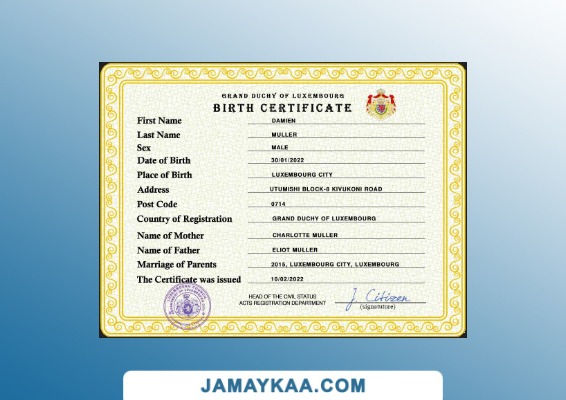 GRAND DUCHY OF LUXEMBOURG
BIRTH CERTIFICATE
First Name DAMIEN
Last Name MULLER
Sex MALE
Date of Birth 30/01/2022
Place of Birth LUXEMBOURG CITY
Address UTUMISHI BLOCK-8 KIVUKONI ROAD
Post Code 0714
Country of Registration GRAND DUCHY OF LUXEMBOURG
Name of Mother CHARLOTTE MULLER
Name of Father ELIOT MULLER
Marriage of Parents 2015, LUXEMBOURG CITY, LUXEMBOURG
The Certificate was issued 10/02/2022
HEAD OF THE CIVIL STATUS
ACTS REGISTRATION DEPARTMENT
J. Citizen
(signuture)
JAMAYKAA.COM